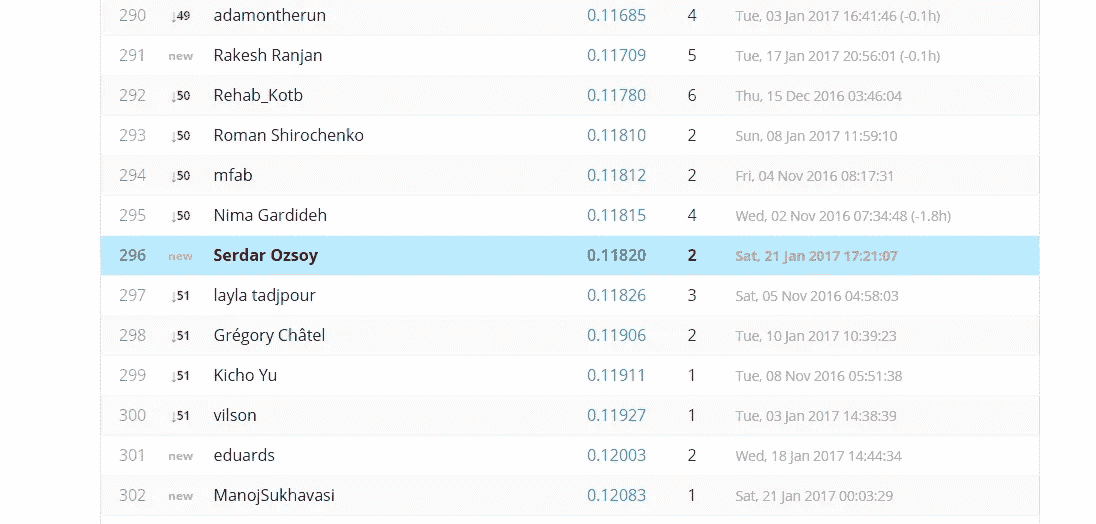 290 ↓49 adamontherun 0.11685 4 Tue, 03 Jan 2017 16:41:46 (-0.1h)
291 new Rakesh Ranjan 0.11709 5 Tue, 17 Jan 2017 20:56:01 (-0.1h)
292 ↓50 Rehab_Kotb 0.11780 6 Thu, 15 Dec 2016 03:46:04
293 ↓50 Roman Shirochenko 0.11810 2 Sun, 08 Jan 2017 11:59:10
294 ↓50 mfab 0.11812 2 Fri, 04 Nov 2016 08:17:31
295 ↓50 Nima Gardideh 0.11815 4 Wed, 02 Nov 2016 07:34:48 (-1.8h)
296 new Serdar Ozsoy 0.11820 2 Sat, 21 Jan 2017 17:21:07
297 ↓51 layla tadjpour 0.11826 3 Sat, 05 Nov 2016 04:58:03
298 ↓51 Grégory Châtel 0.11906 2 Tue, 10 Jan 2017 10:39:23
299 ↓51 Kicho Yu 0.11911 1 Tue, 08 Nov 2016 05:51:38
300 ↓51 vilson 0.11927 1 Tue, 03 Jan 2017 14:38:39
301 new eduards 0.12003 2 Wed, 18 Jan 2017 14:44:34
302 new ManojSukhavasi 0.12083 1 Sat, 21 Jan 2017 00:03:29